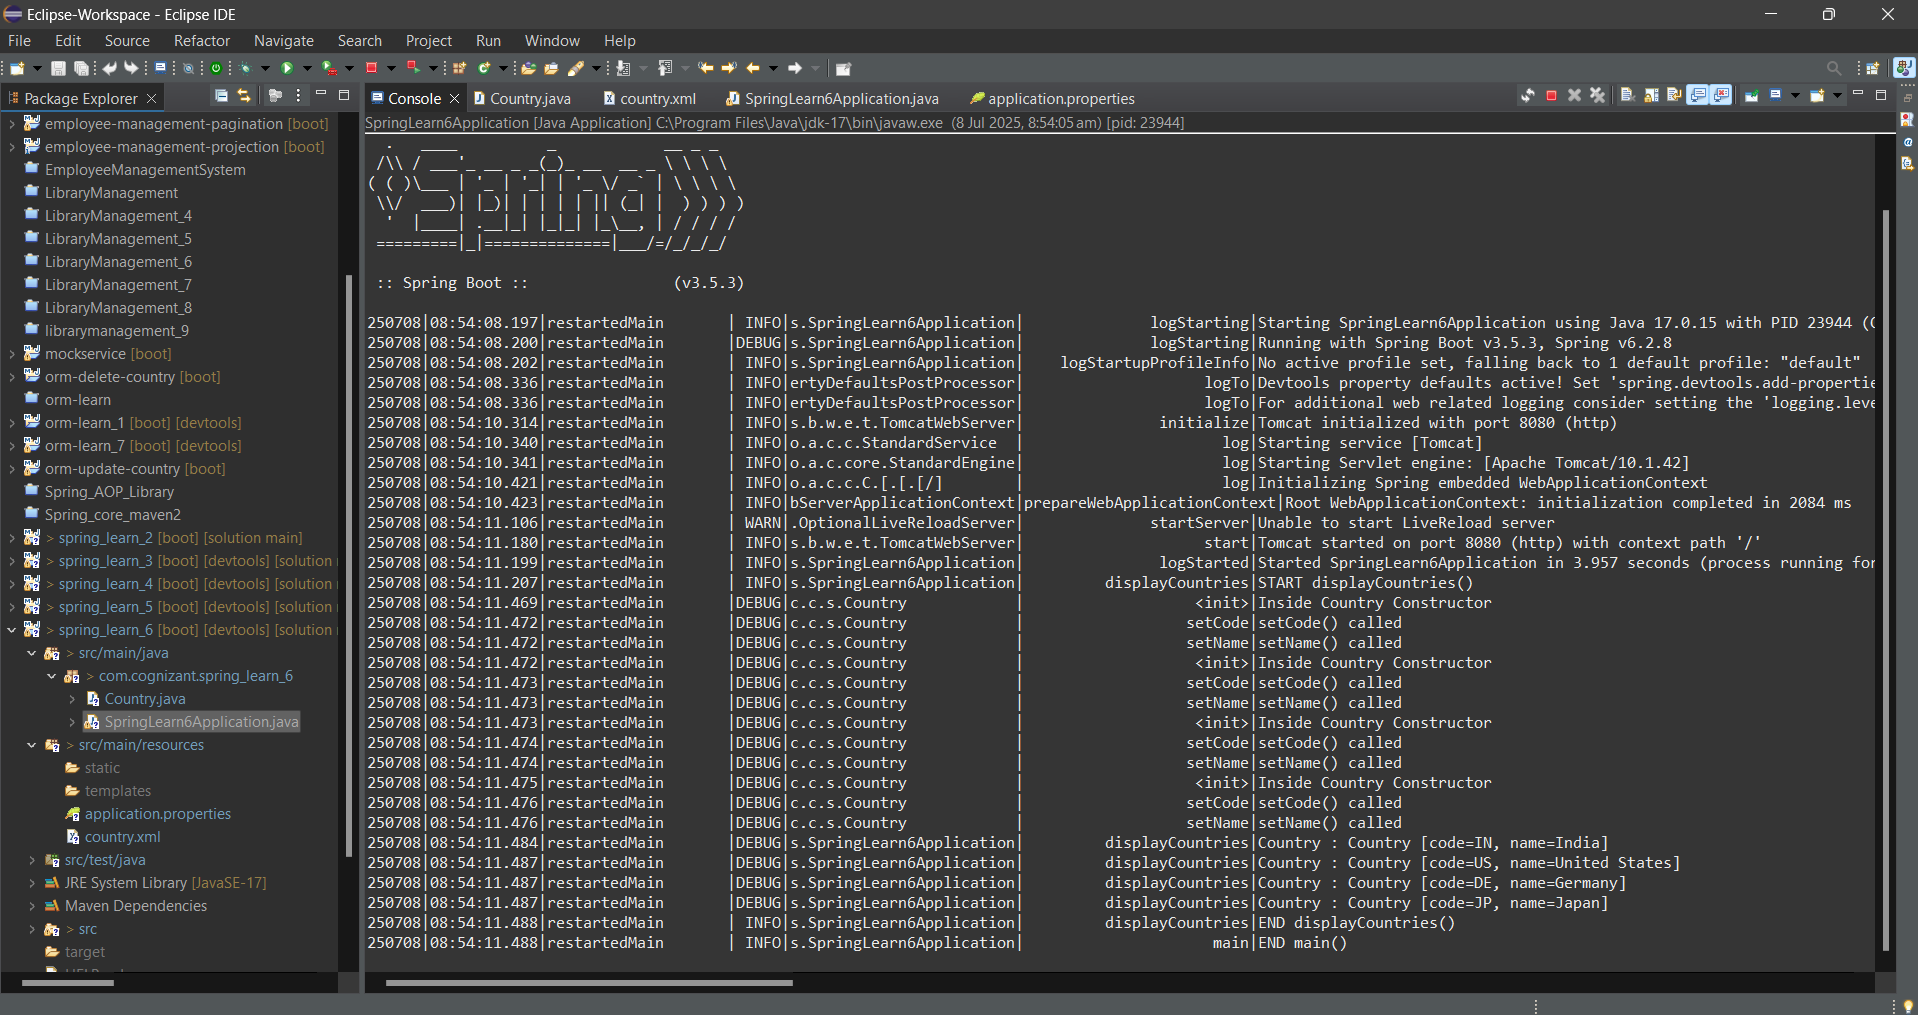 Eclipse-Workspace - Eclipse IDE
File Edit Source Refactor Navigate Search Project Run Window Help
Package Explorer
employee-management-pagination [boot]
employee-management-projection [boot]
EmployeeManagementSystem
LibraryManagement
LibraryManagement_4
LibraryManagement_5
LibraryManagement_6
LibraryManagement_7
LibraryManagement_8
librarymanagement_9
mockservice [boot]
orm-delete-country [boot]
orm-learn
orm-learn_1 [boot] [devtools]
orm-learn_7 [boot] [devtools]
orm-update-country [boot]
Spring_AOP_Library
Spring_core_maven2
> spring_learn_2 [boot] [solution main]
> spring_learn_3 [boot] [devtools] [solution
> spring_learn_4 [boot] [devtools] [solution
> spring_learn_5 [boot] [devtools] [solution
> spring_learn_6 [boot] [devtools] [solution
> src/main/java
> com.cognizant.spring_learn_6
Country.java
SpringLearn6Application.java
> src/main/resources
static
templates
application.properties
country.xml
src/test/java
JRE System Library [JavaSE-17]
Maven Dependencies
> src
target
Console Country.java country.xml SpringLearn6Application.java application.properties
SpringLearn6Application [Java Application] C:\Program Files\Java\jdk-17\bin\javaw.exe (8 Jul 2025, 8:54:05 am) [pid: 23944]
Spring
:: Spring Boot :: (v3.5.3)
250708|08:54:08.197|restartedMain | INFO|s.SpringLearn6Application| logStarting|Starting SpringLearn6Application using Java 17.0.15 with PID 23944 (
250708|08:54:08.200|restartedMain |DEBUG|s.SpringLearn6Application| logStarting|Running with Spring Boot v3.5.3, Spring v6.2.8
250708|08:54:08.202|restartedMain | INFO|s.SpringLearn6Application| logStartupProfileInfo|No active profile set, falling back to 1 default profile: "default"
250708|08:54:08.336|restartedMain | INFO|ertyDefaultsPostProcessor| logTo|Devtools property defaults active! Set 'spring.devtools.add-propertie
250708|08:54:08.336|restartedMain | INFO|ertyDefaultsPostProcessor| logTo|For additional web related logging consider setting the 'logging.leve
250708|08:54:10.314|restartedMain | INFO|s.b.w.e.t.TomcatWebServer| initialize|Tomcat initialized with port 8080 (http)
250708|08:54:10.340|restartedMain | INFO|o.a.c.c.StandardService | log|Starting service [Tomcat]
250708|08:54:10.341|restartedMain | INFO|o.a.c.core.StandardEngine| log|Starting Servlet engine: [Apache Tomcat/10.1.42]
250708|08:54:10.421|restartedMain | INFO|o.a.c.c.C.[.[.[/] | log|Initializing Spring embedded WebApplicationContext
250708|08:54:10.423|restartedMain | INFO|bServerApplicationContext|prepareWebApplicationContext|Root WebApplicationContext: initialization completed in 2084 ms
250708|08:54:11.106|restartedMain | WARN|.OptionalLiveReloadServer| startServer|Unable to start LiveReload server
250708|08:54:11.180|restartedMain | INFO|s.b.w.e.t.TomcatWebServer| start|Tomcat started on port 8080 (http) with context path '/'
250708|08:54:11.199|restartedMain | INFO|s.SpringLearn6Application| logStarted|Started SpringLearn6Application in 3.957 seconds (process running for
250708|08:54:11.207|restartedMain | INFO|s.SpringLearn6Application| displayCountries|START displayCountries()
250708|08:54:11.469|restartedMain |DEBUG|c.c.s.Country | <init>|Inside Country Constructor
250708|08:54:11.472|restartedMain |DEBUG|c.c.s.Country | setCode|setCode() called
250708|08:54:11.472|restartedMain |DEBUG|c.c.s.Country | setName|setName() called
250708|08:54:11.472|restartedMain |DEBUG|c.c.s.Country | <init>|Inside Country Constructor
250708|08:54:11.473|restartedMain |DEBUG|c.c.s.Country | setCode|setCode() called
250708|08:54:11.473|restartedMain |DEBUG|c.c.s.Country | setName|setName() called
250708|08:54:11.473|restartedMain |DEBUG|c.c.s.Country | <init>|Inside Country Constructor
250708|08:54:11.474|restartedMain |DEBUG|c.c.s.Country | setCode|setCode() called
250708|08:54:11.474|restartedMain |DEBUG|c.c.s.Country | setName|setName() called
250708|08:54:11.475|restartedMain |DEBUG|c.c.s.Country | <init>|Inside Country Constructor
250708|08:54:11.476|restartedMain |DEBUG|c.c.s.Country | setCode|setCode() called
250708|08:54:11.476|restartedMain |DEBUG|c.c.s.Country | setName|setName() called
250708|08:54:11.484|restartedMain |DEBUG|s.SpringLearn6Application| displayCountries|Country : Country [code=IN, name=India]
250708|08:54:11.487|restartedMain |DEBUG|s.SpringLearn6Application| displayCountries|Country : Country [code=US, name=United States]
250708|08:54:11.487|restartedMain |DEBUG|s.SpringLearn6Application| displayCountries|Country : Country [code=DE, name=Germany]
250708|08:54:11.487|restartedMain |DEBUG|s.SpringLearn6Application| displayCountries|Country : Country [code=JP, name=Japan]
250708|08:54:11.488|restartedMain | INFO|s.SpringLearn6Application| displayCountries|END displayCountries()
250708|08:54:11.488|restartedMain | INFO|s.SpringLearn6Application| main|END main()